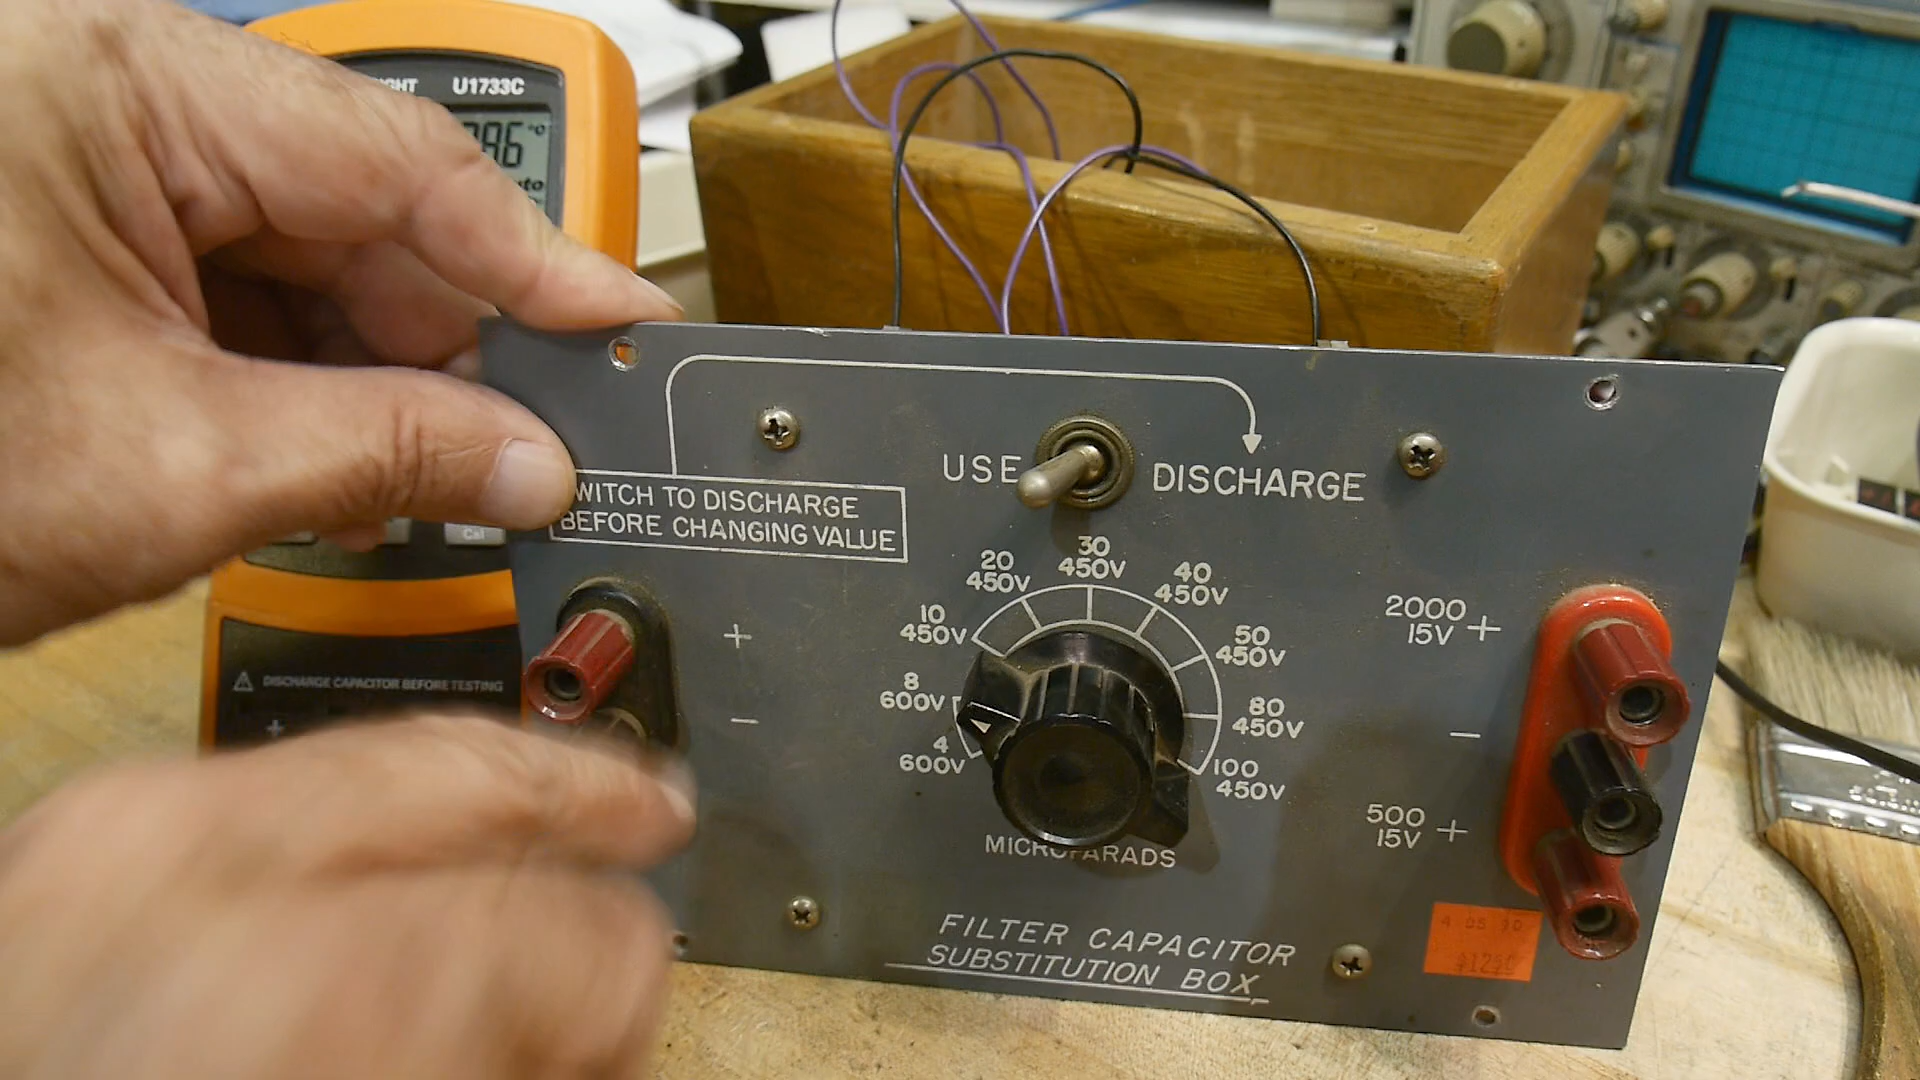 U1733C
86
USE
DISCHARGE
WITCH TO DISCHARGE
BEFORE CHANGING VALUE
Cal
30
450V
20
450V
40
450V
10
450V
50
450V
8
600V
80
450V
4
600V
100
450V
MICROFARADS
+
−
2000 +
15V
−
500 +
15V
DISCHARGE CAPACITOR BEFORE TESTING
+
FILTER CAPACITOR
SUBSTITUTION BOX